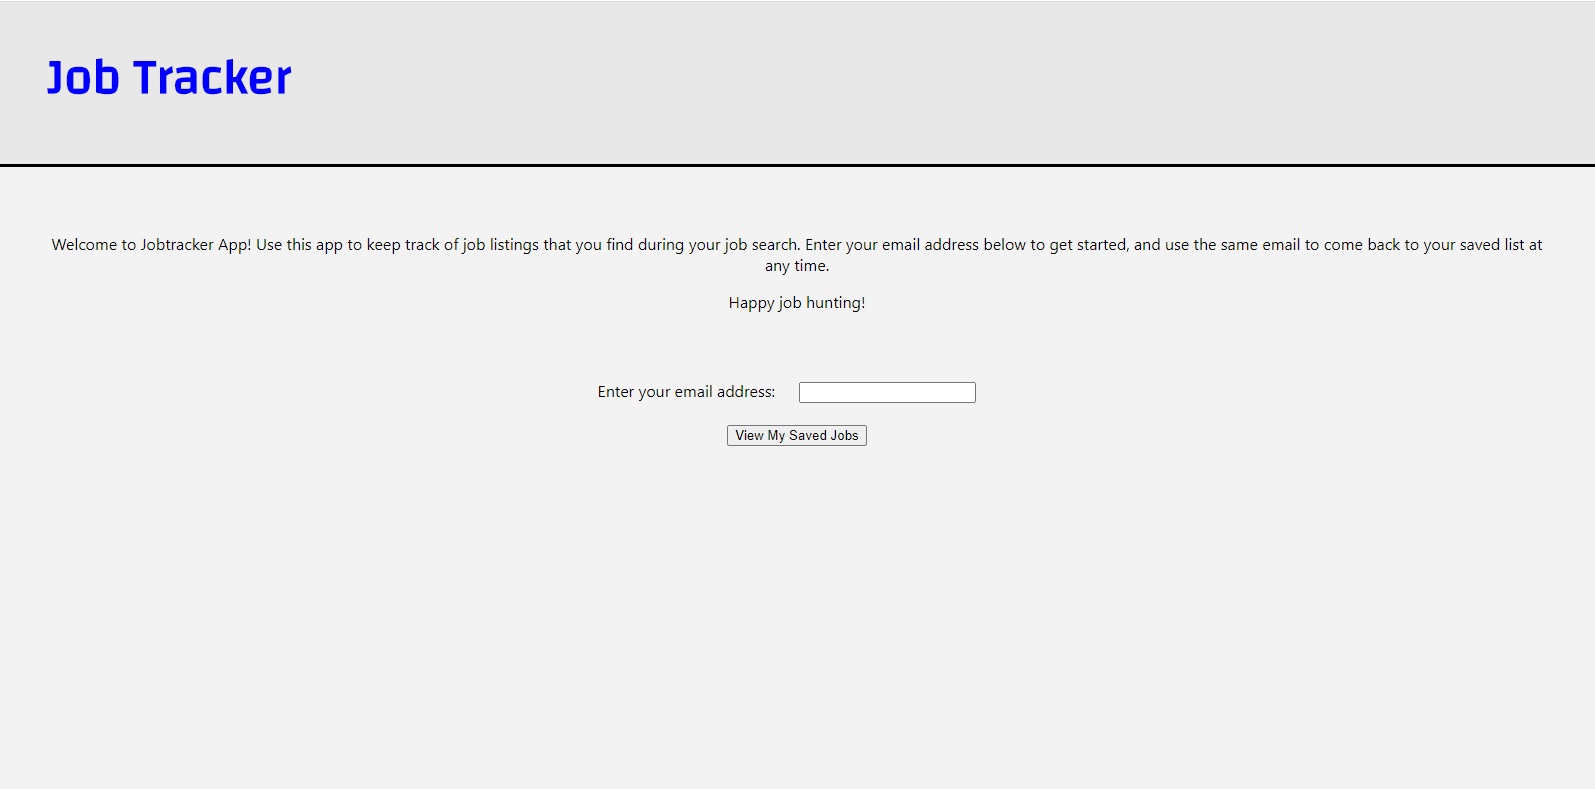 Job Tracker
Welcome to Jobtracker App! Use this app to keep track of job listings that you find during your job search. Enter your email address below to get started, and use the same email to come back to your saved list at
any time.
Happy job hunting!
Enter your email address:
View My Saved Jobs